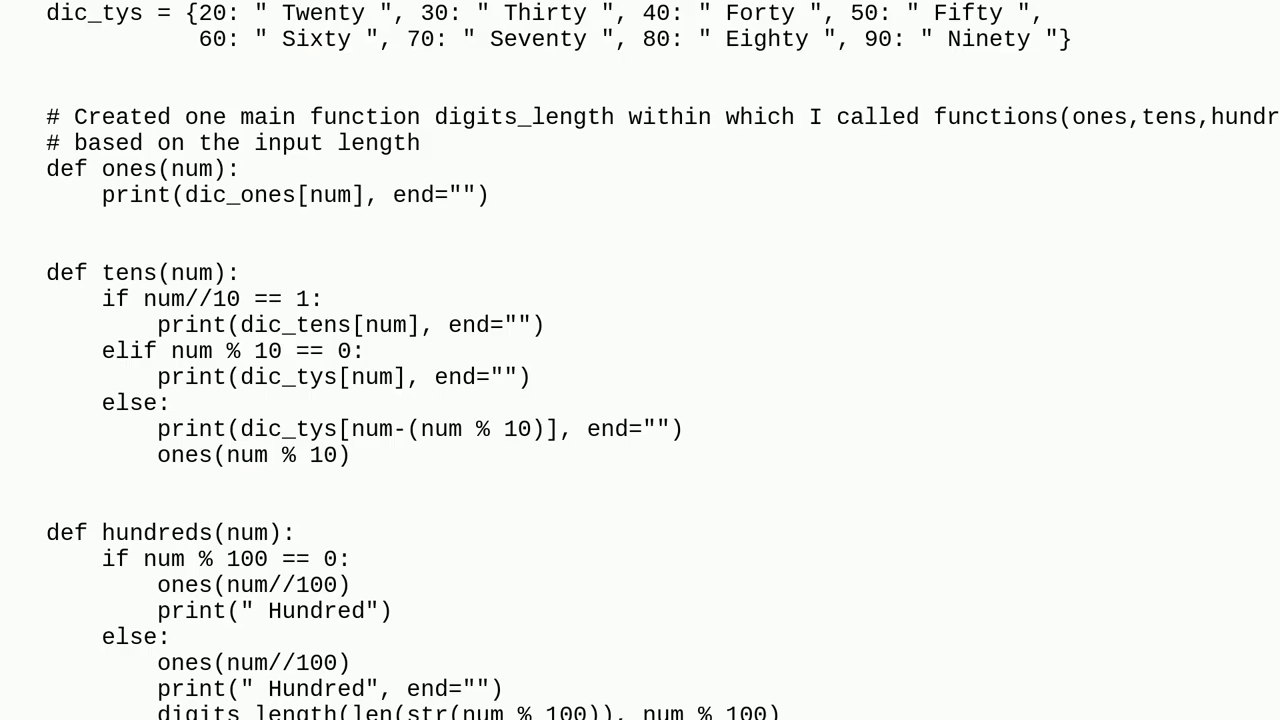 dic_tys = {20: " Twenty ", 30: " Thirty ", 40: " Forty ", 50: " Fifty ",
           60: " Sixty ", 70: " Seventy ", 80: " Eighty ", 90: " Ninety "}
# Created one main function digits_length within which I called functions(ones,tens,hundr
# based on the input length
def ones(num):
    print(dic_ones[num], end="")
def tens(num):
    if num//10 == 1:
        print(dic_tens[num], end="")
    elif num % 10 == 0:
        print(dic_tys[num], end="")
    else:
        print(dic_tys[num-(num % 10)], end="")
        ones(num % 10)
def hundreds(num):
    if num % 100 == 0:
        ones(num//100)
        print(" Hundred")
    else:
        ones(num//100)
        print(" Hundred", end="")
        digits_length(len(str(num % 100)), num % 100)